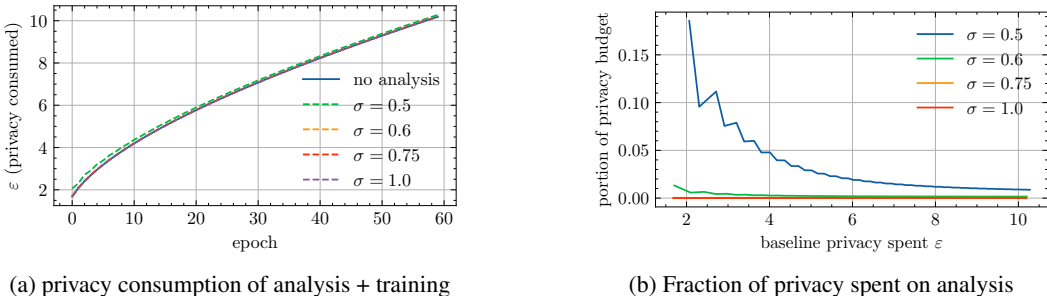 10
8
6
4
2
ε (privacy consumed)
no analysis
σ = 0.5
σ = 0.6
σ = 0.75
σ = 1.0
0 10 20 30 40 50 60
epoch
(a) privacy consumption of analysis + training
0.15
0.10
0.05
0.00
portion of privacy budget
σ = 0.5
σ = 0.6
σ = 0.75
σ = 1.0
2 4 6 8 10
baseline privacy spent ε
(b) Fraction of privacy spent on analysis